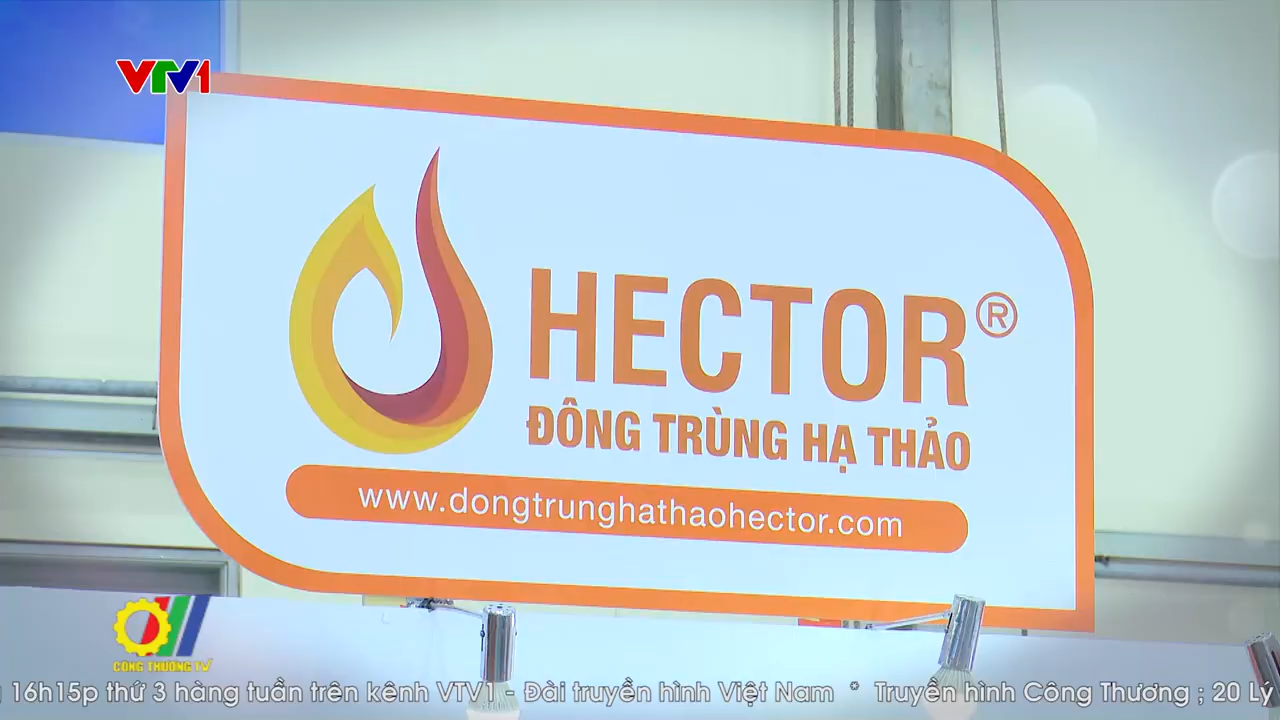 VTV1
HECTOR®
ĐÔNG TRÙNG HẠ THẢO
www.dongtrunghathaohector.com
CÔNG THƯƠNG TV
16h15p thứ 3 hàng tuần trên kênh VTV1 - Đài truyền hình Việt Nam * Truyền hình Công Thương ; 20 Lý